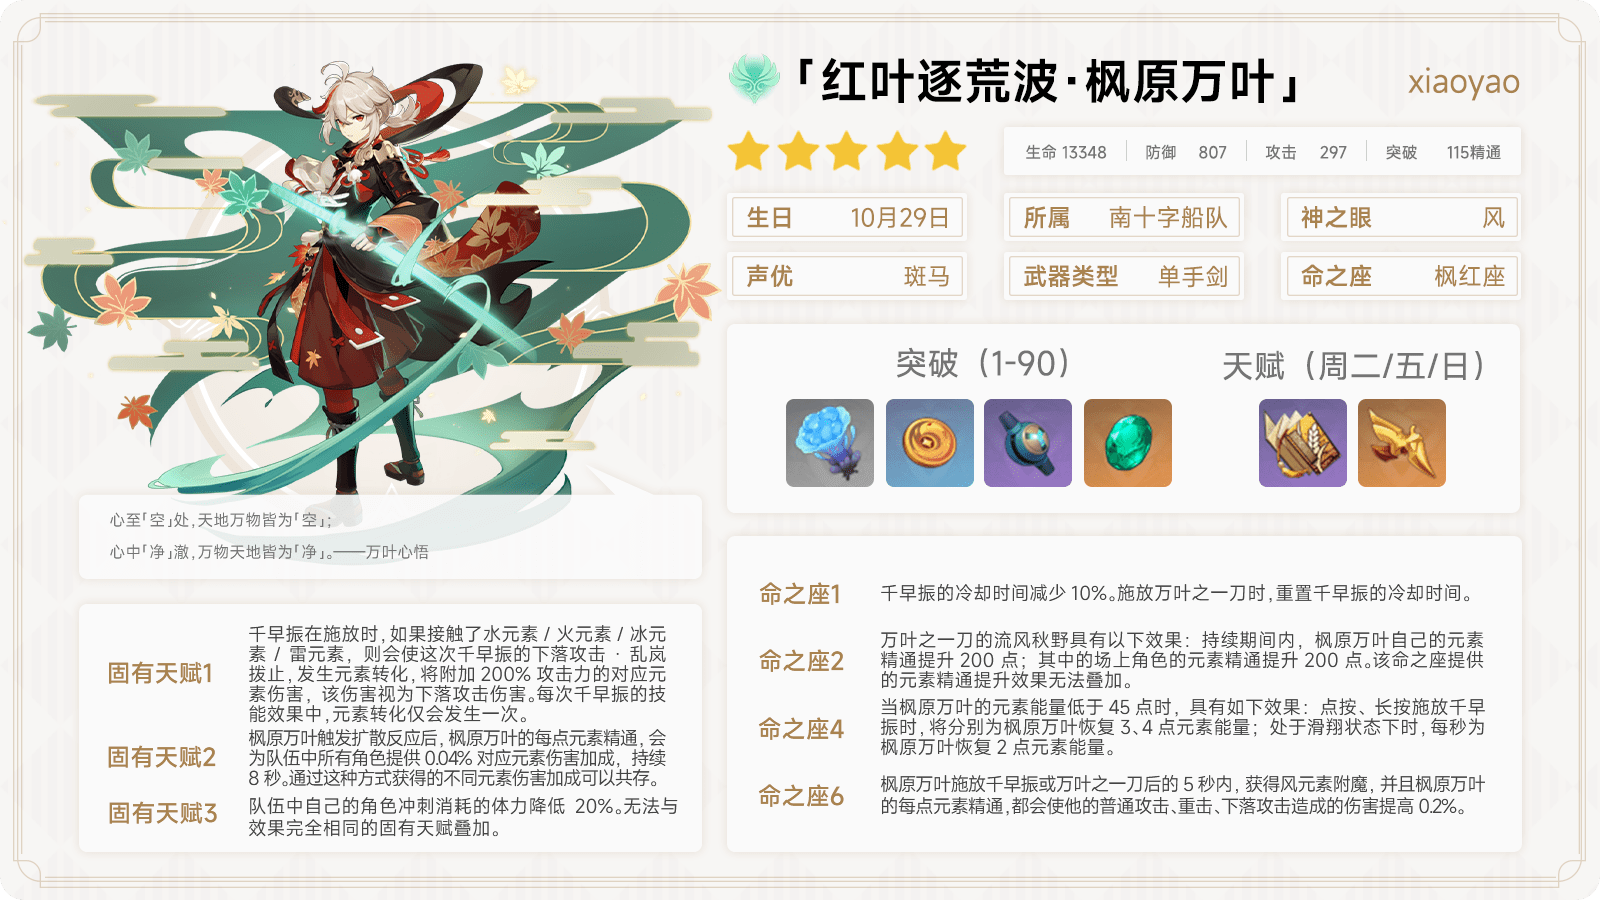 「红叶逐荒波·枫原万叶」
xiaoyao
生命 13348 防御 807 攻击 297 突破 115精通
生日 10月29日 所属 南十字船队 神之眼 风
声优 斑马 武器类型 单手剑 命之座 枫红座
突破（1-90） 天赋（周二/五/日）
心至「空」处,天地万物皆为「空」;
心中「净」澈,万物天地皆为「净」。——万叶心悟
固有天赋1
千早振在施放时,如果接触了水元素 / 火元素 / 冰元
素 / 雷元素，则会使这次千早振的下落攻击 · 乱岚
拨止,发生元素转化,将附加 200% 攻击力的对应元
素伤害，该伤害视为下落攻击伤害。每次千早振的技
能效果中,元素转化仅会发生一次。
固有天赋2
枫原万叶触发扩散反应后,枫原万叶的每点元素精通,会
为队伍中所有角色提供 0.04% 对应元素伤害加成，持续
8 秒。通过这种方式获得的不同元素伤害加成可以共存。
固有天赋3
队伍中自己的角色冲刺消耗的体力降低 20%。无法与
效果完全相同的固有天赋叠加。
命之座1
千早振的冷却时间减少 10%。施放万叶之一刀时,重置千早振的冷却时间。
命之座2
万叶之一刀的流风秋野具有以下效果：持续期间内，枫原万叶自己的元素
精通提升 200 点；其中的场上角色的元素精通提升 200 点。该命之座提供
的元素精通提升效果无法叠加。
命之座4
当枫原万叶的元素能量低于 45 点时，具有如下效果：点按、长按施放千早
振时,将分别为枫原万叶恢复 3、4 点元素能量；处于滑翔状态下时,每秒为
枫原万叶恢复 2 点元素能量。
命之座6
枫原万叶施放千早振或万叶之一刀后的 5 秒内,获得风元素附魔,并且枫原万叶
的每点元素精通,都会使他的普通攻击、重击、下落攻击造成的伤害提高 0.2%。